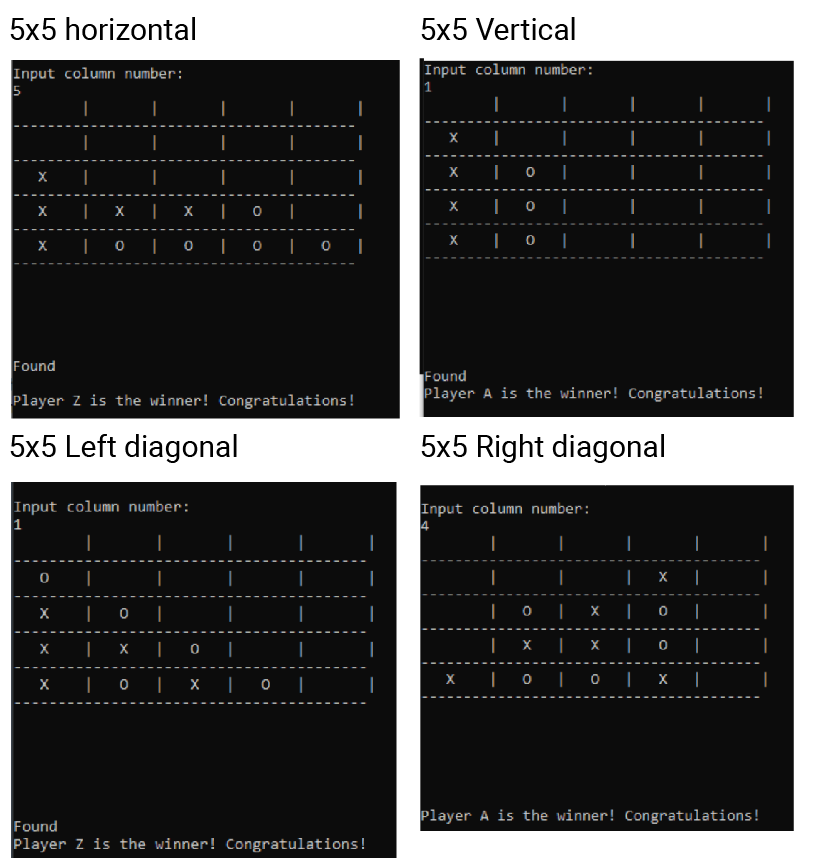 5x5 horizontal
Input column number:
5
| | | | |
-----------------------------------------
| | | | |
-----------------------------------------
X | | | | |
-----------------------------------------
X | X | X | O | |
-----------------------------------------
X | O | O | O | O |
-----------------------------------------
Found
Player Z is the winner! Congratulations!
5x5 Vertical
Input column number:
1
| | | | |
-----------------------------------------
X | | | | |
-----------------------------------------
X | O | | | |
-----------------------------------------
X | O | | | |
-----------------------------------------
X | O | | | |
-----------------------------------------
Found
Player A is the winner! Congratulations!
5x5 Left diagonal
Input column number:
1
| | | | |
-----------------------------------------
O | | | | |
-----------------------------------------
X | O | | | |
-----------------------------------------
X | X | O | | |
-----------------------------------------
X | O | X | O | |
-----------------------------------------
Found
Player Z is the winner! Congratulations!
5x5 Right diagonal
Input column number:
4
| | | | |
-----------------------------------------
| | | X | |
-----------------------------------------
| O | X | O | |
-----------------------------------------
| X | X | O | |
-----------------------------------------
X | O | O | X | |
-----------------------------------------
Player A is the winner! Congratulations!